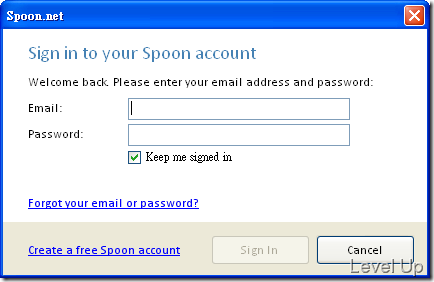 Spoon.net
Sign in to your Spoon account
Welcome back. Please enter your email address and password:
Email:
Password:
Keep me signed in
Forgot your email or password?
Create a free Spoon account
Sign In
Cancel
Level Up